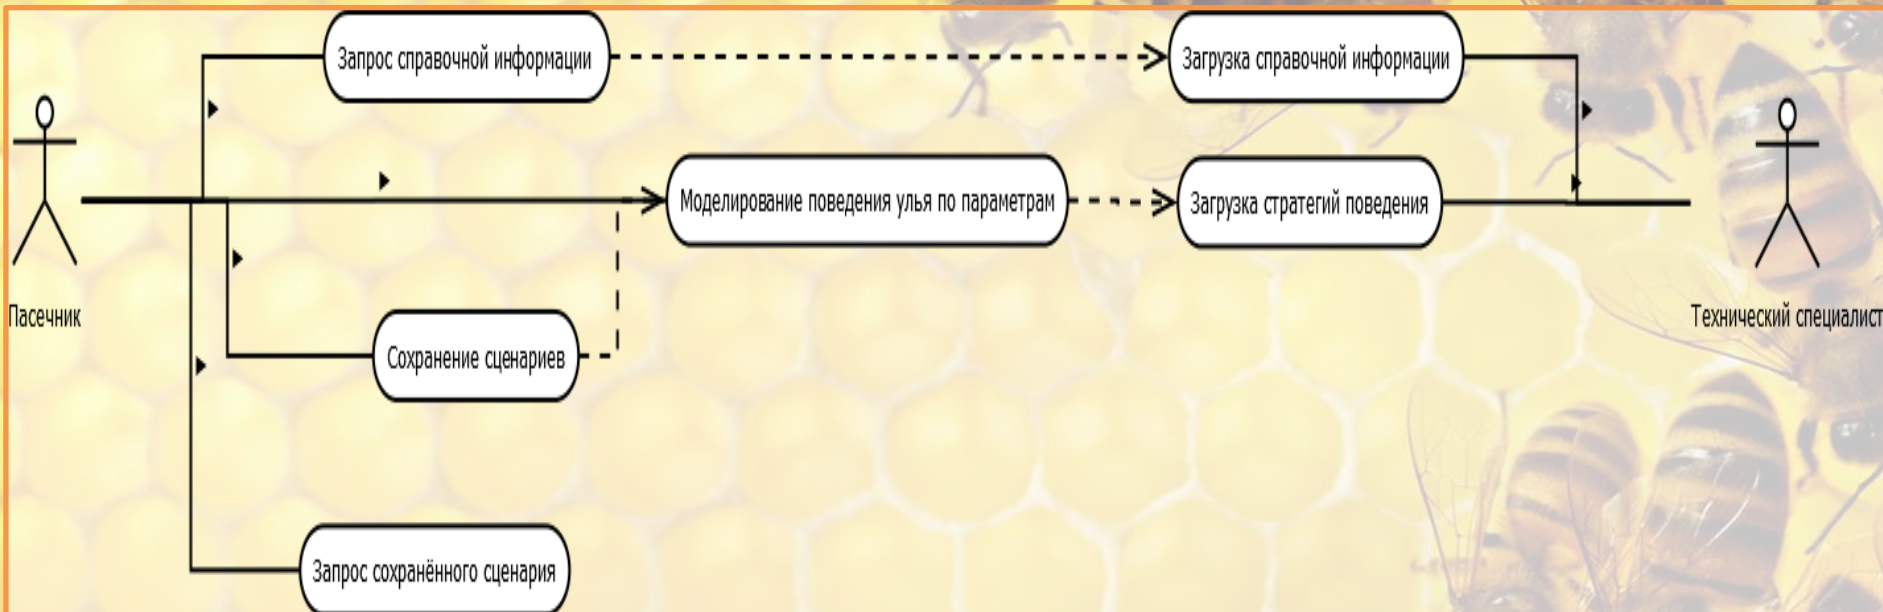 Запрос справочной информации
Загрузка справочной информации
Моделирование поведения улья по параметрам
Загрузка стратегий поведения
Пасечник
Технический специалист
Сохранение сценариев
Запрос сохранённого сценария